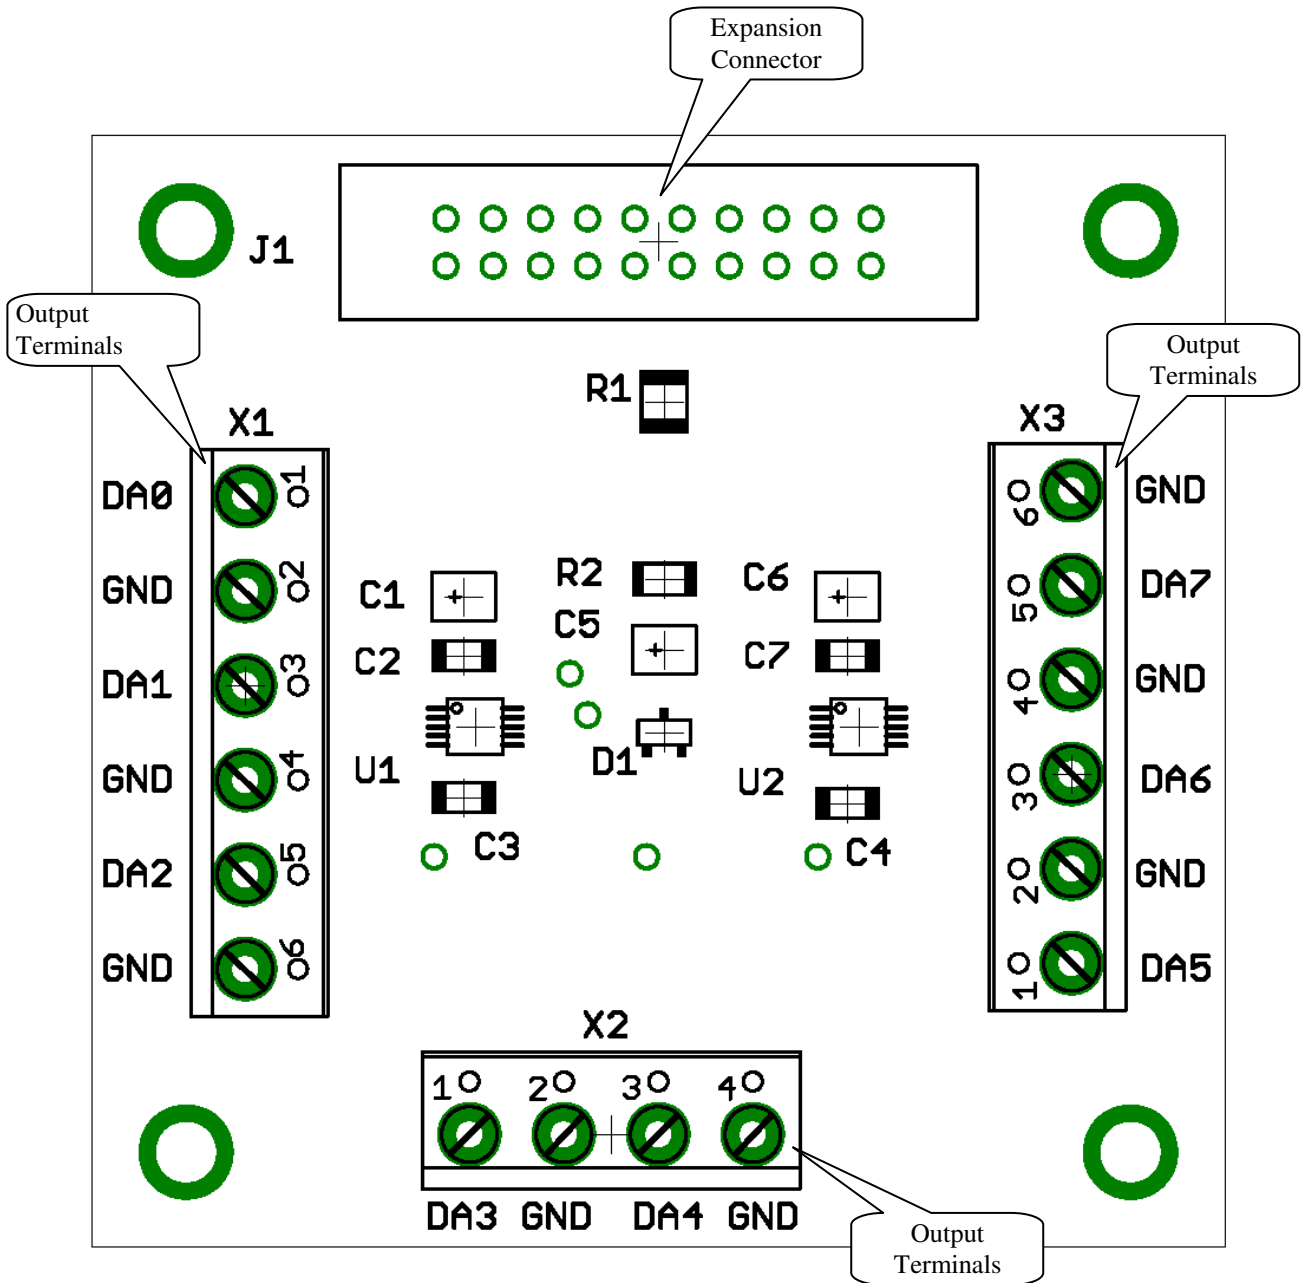 Expansion
Connector
J1
Output
Terminals
Output
Terminals
R1
X1
X3
DA0
1
6
GND
GND
2
C1
R2
C6
5
DA7
C5
DA1
3
C2
C7
4
GND
GND
4
U1
D1
U2
3
DA6
DA2
5
C3
C4
2
GND
GND
6
1
DA5
X2
1
2
3
4
DA3
GND
DA4
GND
Output
Terminals